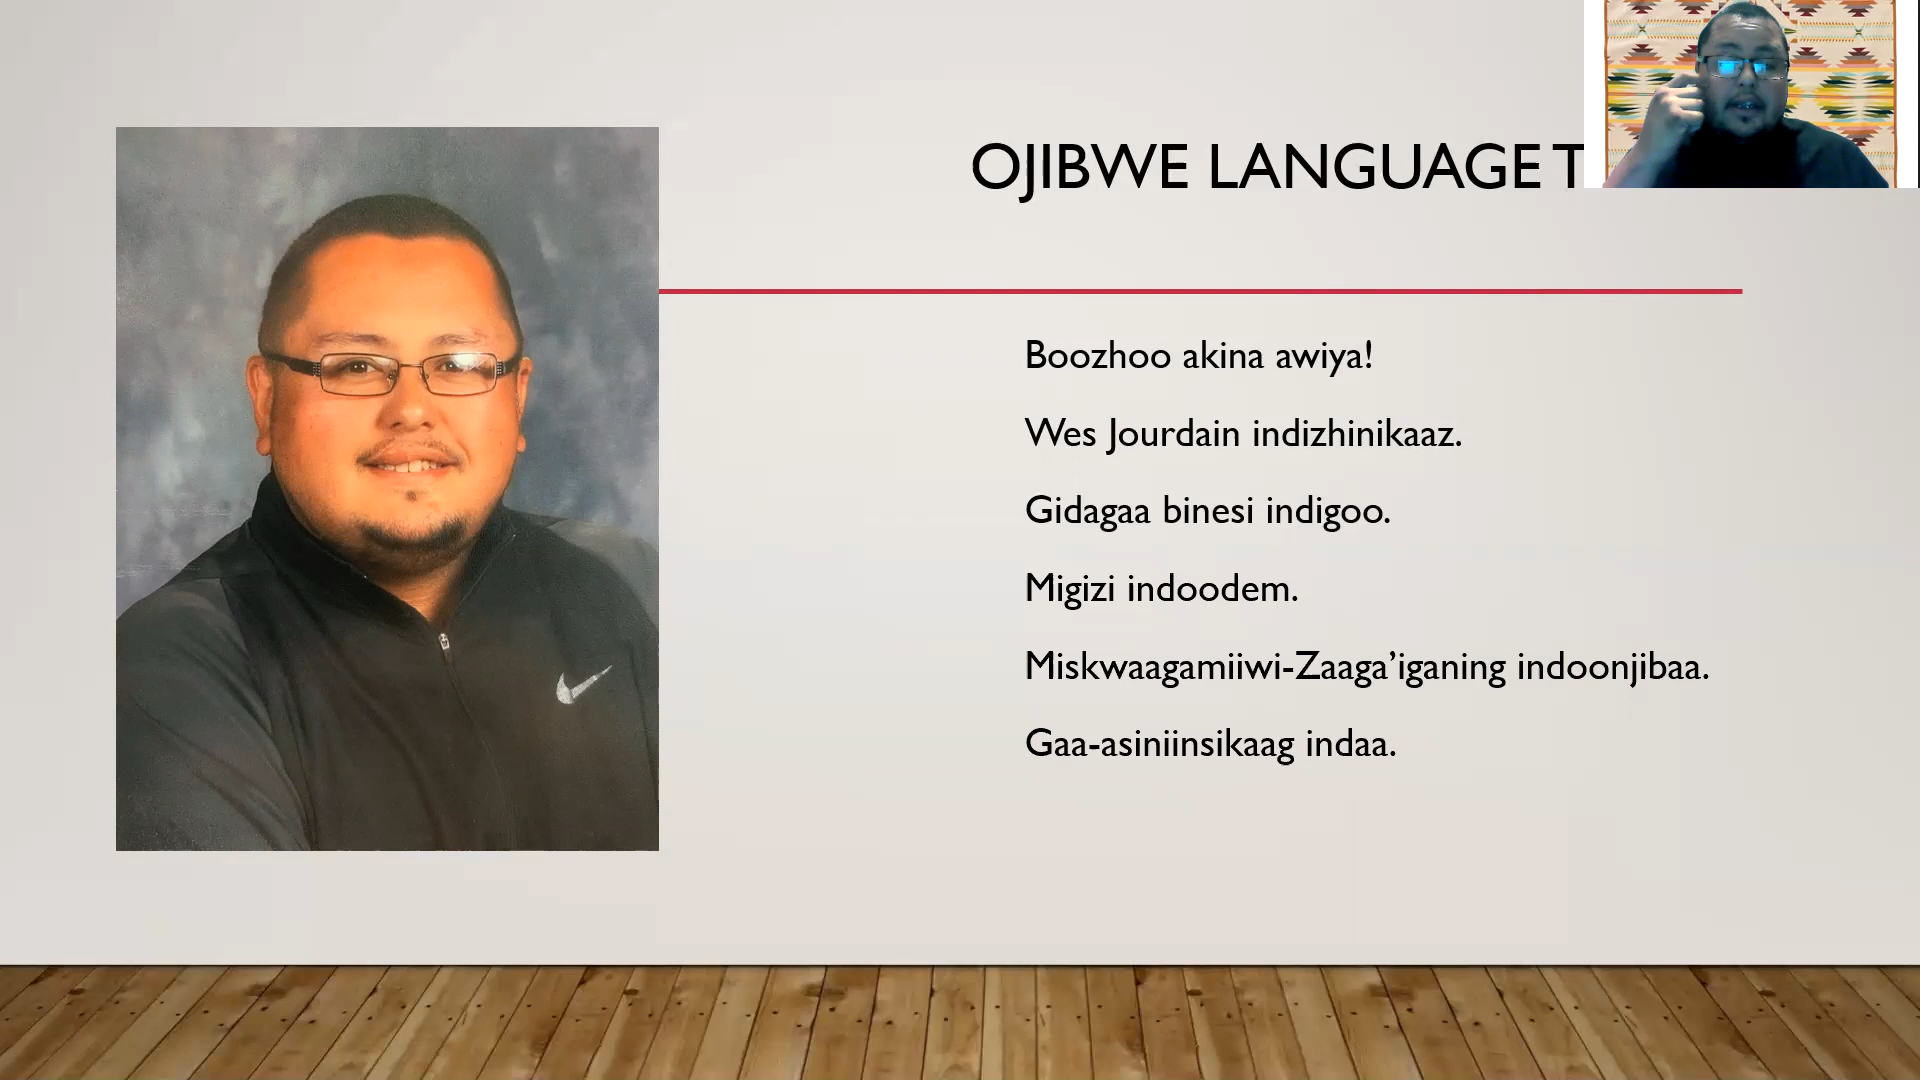 OJIBWE LANGUAGE T
Boozhoo akina awiya!
Wes Jourdain indizhinikaaz.
Gidagaa binesi indigoo.
Migizi indoodem.
Miskwaagamiiwi-Zaaga’iganing indoonjibaa.
Gaa-asiniinsikaag indaa.